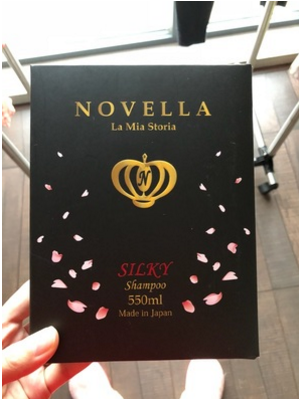 NOVELLA
La Mia Storia
N
SILKY
Shampoo
550ml
Made in Japan